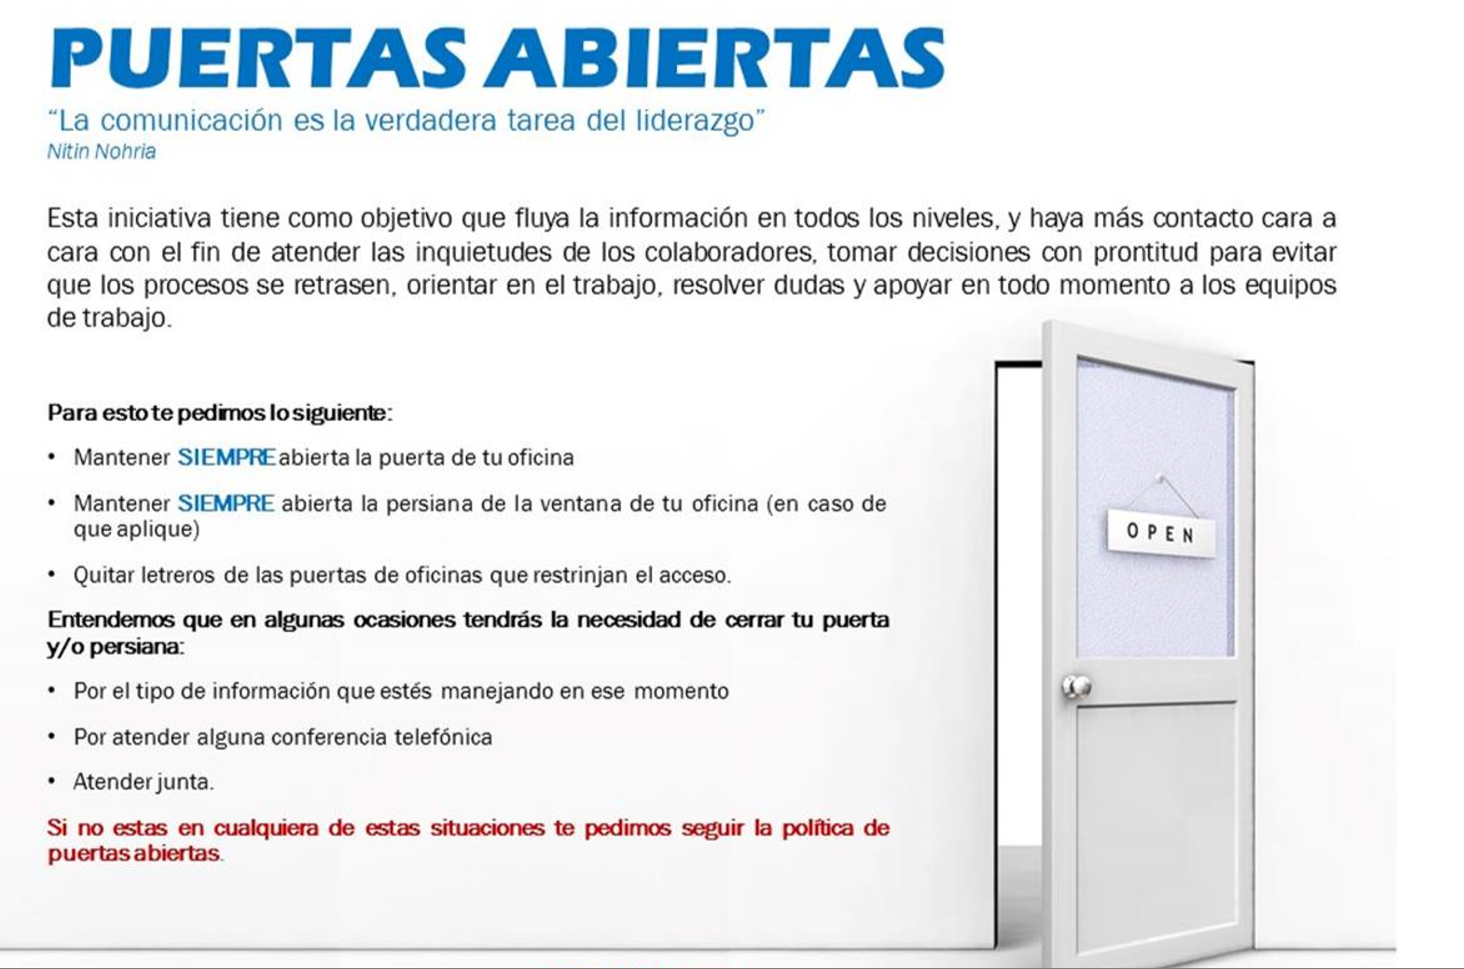 PUERTAS ABIERTAS
“La comunicación es la verdadera tarea del liderazgo”
Nitin Nohria
Esta iniciativa tiene como objetivo que fluya la información en todos los niveles, y haya más contacto cara a
cara con el fin de atender las inquietudes de los colaboradores, tomar decisiones con prontitud para evitar
que los procesos se retrasen, orientar en el trabajo, resolver dudas y apoyar en todo momento a los equipos
de trabajo.
Para esto te pedimos lo siguiente:
• Mantener SIEMPRE abierta la puerta de tu oficina
• Mantener SIEMPRE abierta la persiana de la ventana de tu oficina (en caso de
que aplique)
• Quitar letreros de las puertas de oficinas que restrinjan el acceso.
Entendemos que en algunas ocasiones tendrás la necesidad de cerrar tu puerta
y/o persiana:
• Por el tipo de información que estés manejando en ese momento
• Por atender alguna conferencia telefónica
• Atender junta.
Si no estas en cualquiera de estas situaciones te pedimos seguir la política de
puertas abiertas.
OPEN